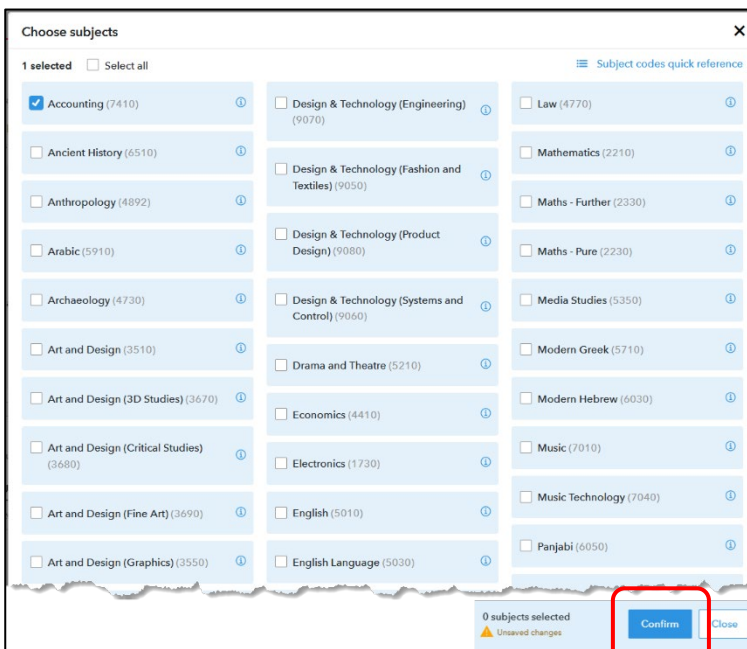 Choose subjects
1 selected Select all
Subject codes quick reference
Accounting (7410)
Ancient History (6510)
Anthropology (4892)
Arabic (5910)
Archaeology (4730)
Art and Design (3510)
Art and Design (3D Studies) (3670)
Art and Design (Critical Studies)
(3680)
Art and Design (Fine Art) (3690)
Art and Design (Graphics) (3550)
Design & Technology (Engineering)
(9070)
Design & Technology (Fashion and
Textiles) (9050)
Design & Technology (Product
Design) (9080)
Design & Technology (Systems and
Control) (9060)
Drama and Theatre (5210)
Economics (4410)
Electronics (1730)
English (5010)
English Language (5030)
Law (4770)
Mathematics (2210)
Maths - Further (2330)
Maths - Pure (2230)
Media Studies (5350)
Modern Greek (5710)
Modern Hebrew (6030)
Music (7010)
Music Technology (7040)
Panjabi (6050)
0 subjects selected
Unsaved changes
Confirm
Close